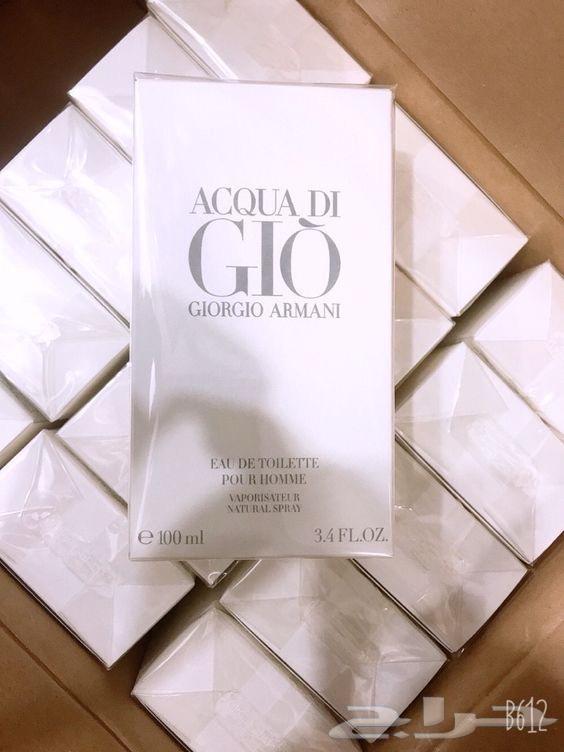 ACQUA DI
GIÒ
GIORGIO ARMANI
EAU DE TOILETTE
POUR HOMME
VAPORISATEUR
NATURAL SPRAY
℮ 100 ml 3.4 FL.OZ.
B612
حراج